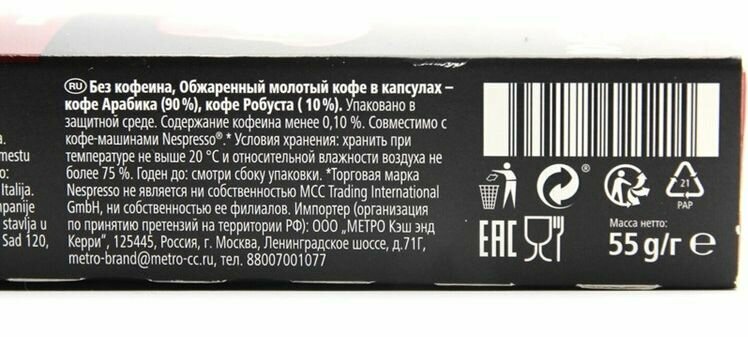 RU Без кофеина, Обжаренный молотый кофе в капсулах –
кофе Арабика (90%), кофе Робуста ( 10%). Упаковано в
защитной среде. Содержание кофеина менее 0,10 %. Совместимо с
кофе-машинами Nespresso®.* Условия хранения: хранить при
температуре не выше 20 °C и относительной влажности воздуха не
более 75 %. Годен до: смотри сбоку упаковки. *Торговая марка
Nespresso не является ни собственностью MCC Trading International
GmbH, ни собственностью ее филиалов. Импортер (организация
по принятию претензий на территории РФ): ООО „МЕТРО Кэш энд
Керри“, 125445, Россия, г. Москва, Ленинградское шоссе, д.71Г,
metro-brand@metro-cc.ru, тел. 88007001077
a.
mestu
o:
Italija.
mpanije
stavlja u
Sad 120,
21
PAP
EAC
Масса нетто:
55 g/г ℮